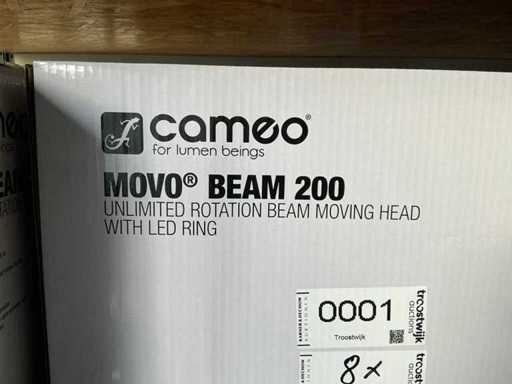 cameo®
for lumen beings
MOVO® BEAM 200
UNLIMITED ROTATION BEAM MOVING HEAD
WITH LED RING
0001
Troostwijk
troostwijk
auctions
8x